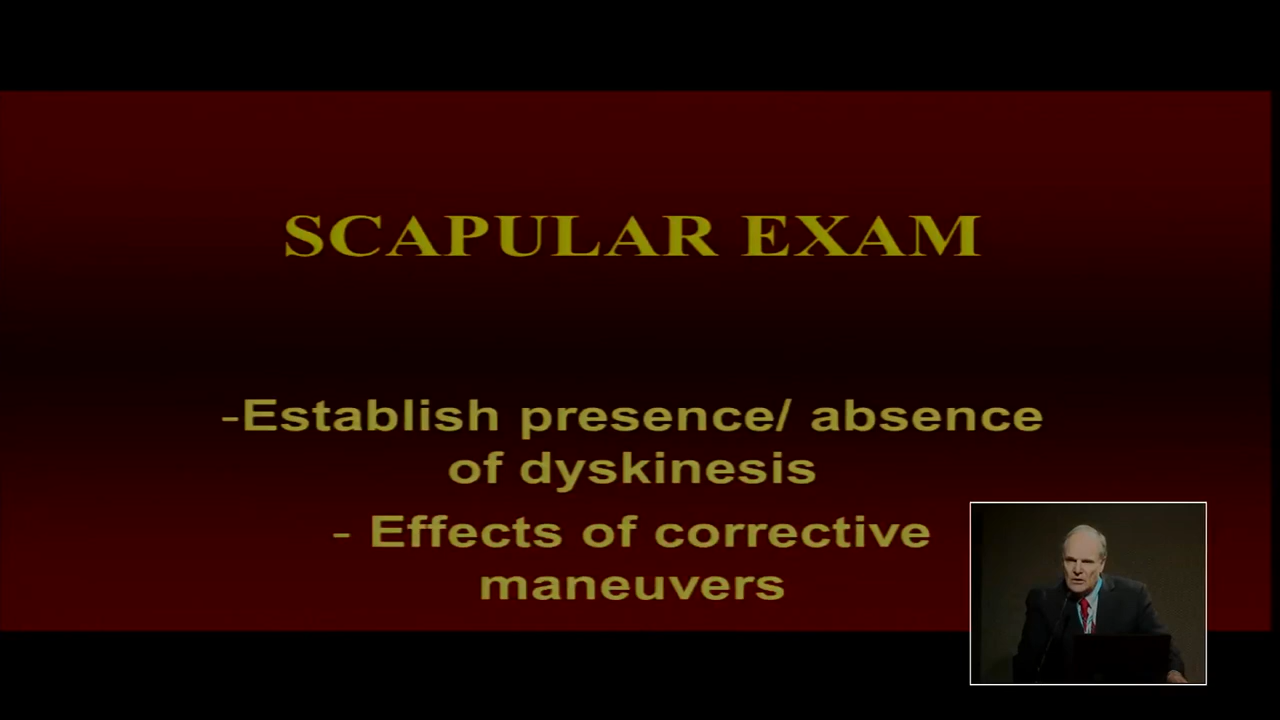 SCAPULAR EXAM
-Establish presence/ absence
of dyskinesis
- Effects of corrective
maneuvers